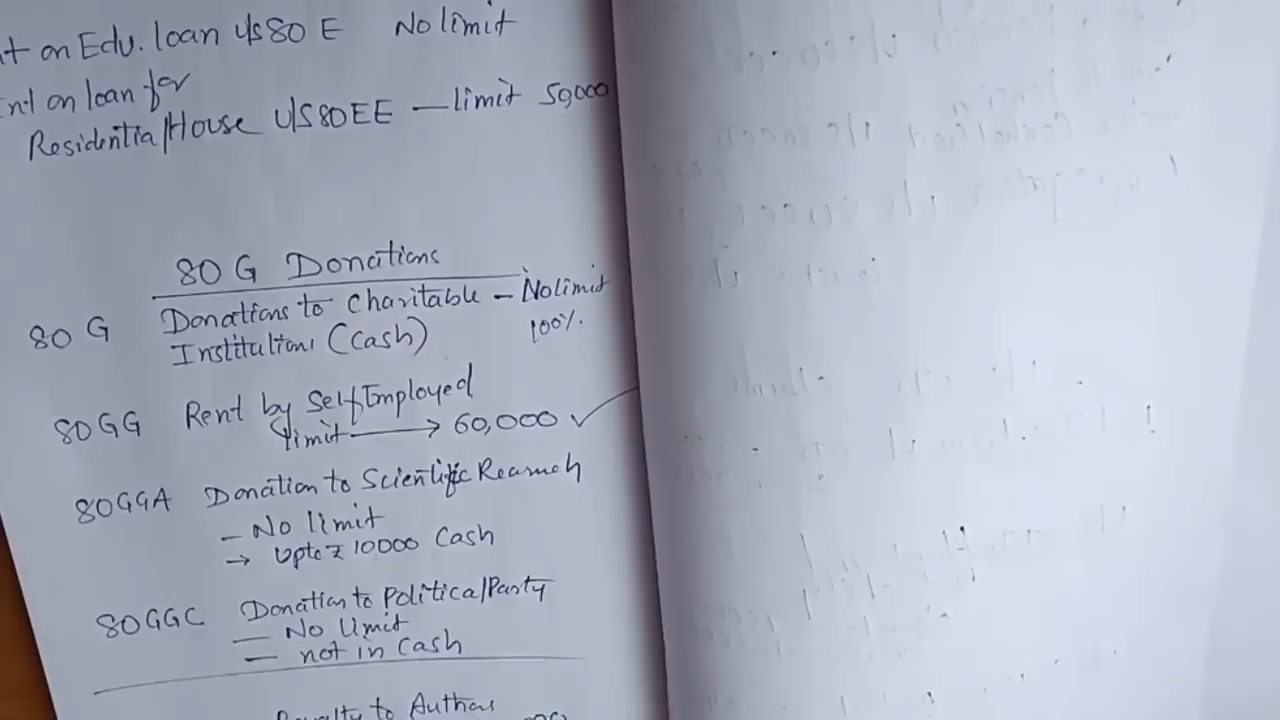 t on Edu. loan u/s 80 E No limit
Int on loan for
Residential House U/S 80EE — limit 50000
80 G Donations
80 G Donations to Charitable – No limit
Institutions (Cash) 100%.
80GG Rent by Self Employed
limit → 60,000 ✓
80GGA Donation to Scientific Research
– No limit
→ Upto ₹ 10000 Cash
80GGC Donation to Political Party
— No limit
— not in Cash
Royalty to Authors